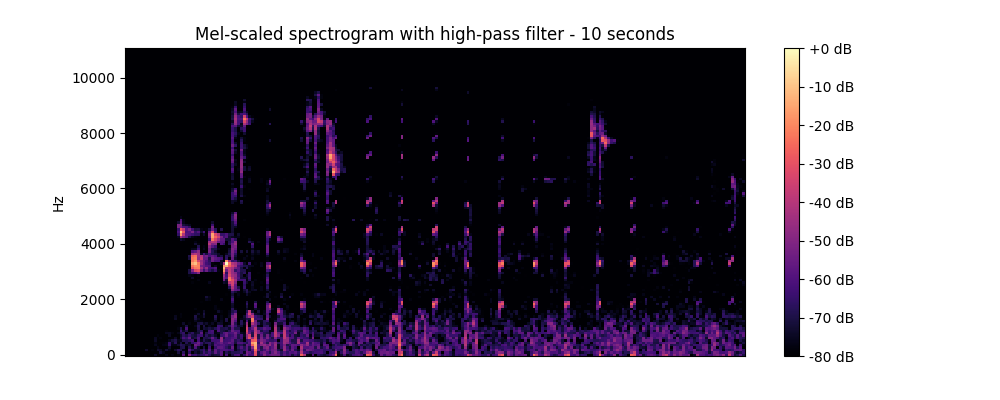 Mel-scaled spectrogram with high-pass filter - 10 seconds
Hz
10000
8000
6000
4000
2000
0
+0 dB
-10 dB
-20 dB
-30 dB
-40 dB
-50 dB
-60 dB
-70 dB
-80 dB